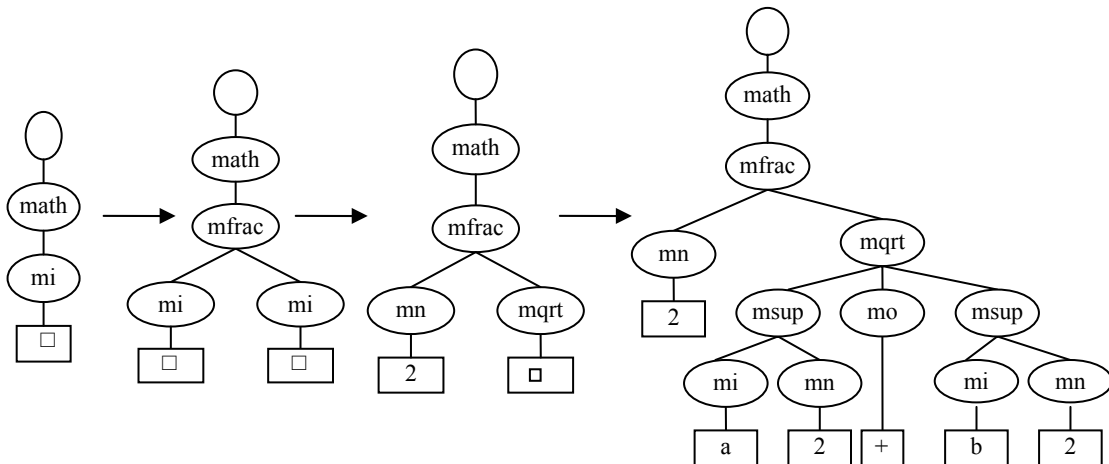 math
mi
□
math
mfrac
mi mi
□ □
math
mfrac
mn mqrt
2 □
math
mfrac
mn mqrt
2 msup mo msup
mi mn mi mn
a 2 + b 2